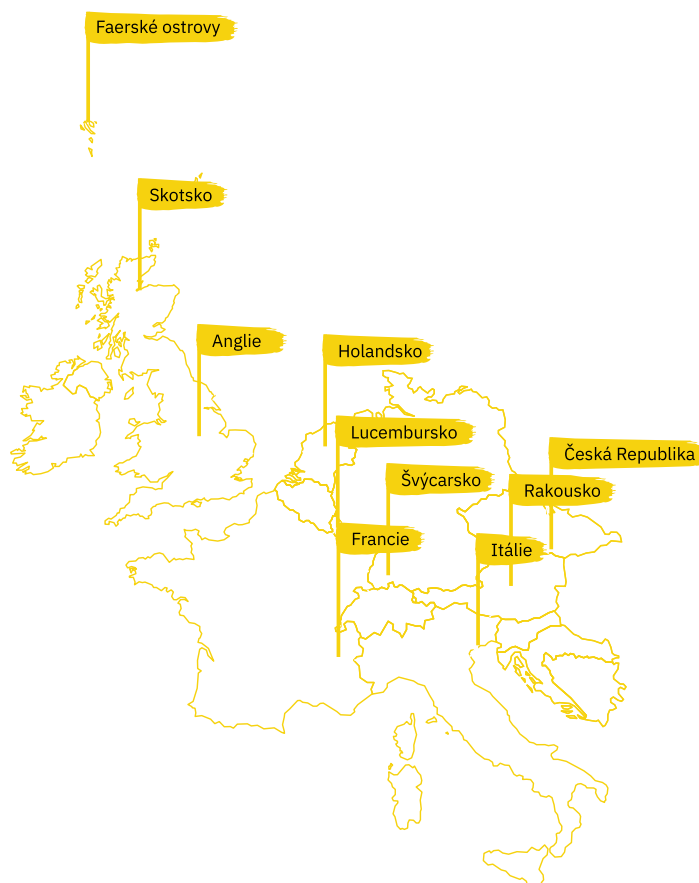 Faerské ostrovy
Skotsko
Anglie
Holandsko
Lucembursko
Česká Republika
Švýcarsko
Rakousko
Francie
Itálie